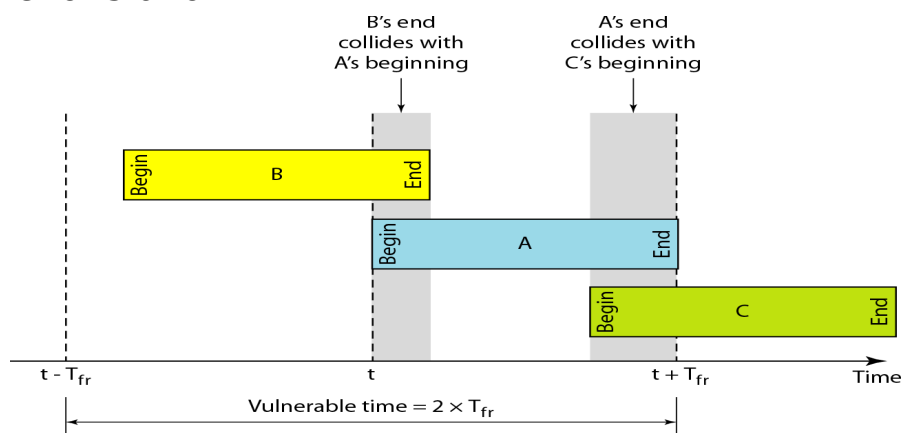 B's end
collides with
A's beginning
A's end
collides with
C's beginning
Begin
B
End
Begin
A
End
Begin
C
End
t - Tfr
t
t + Tfr
Time
Vulnerable time = 2 × Tfr